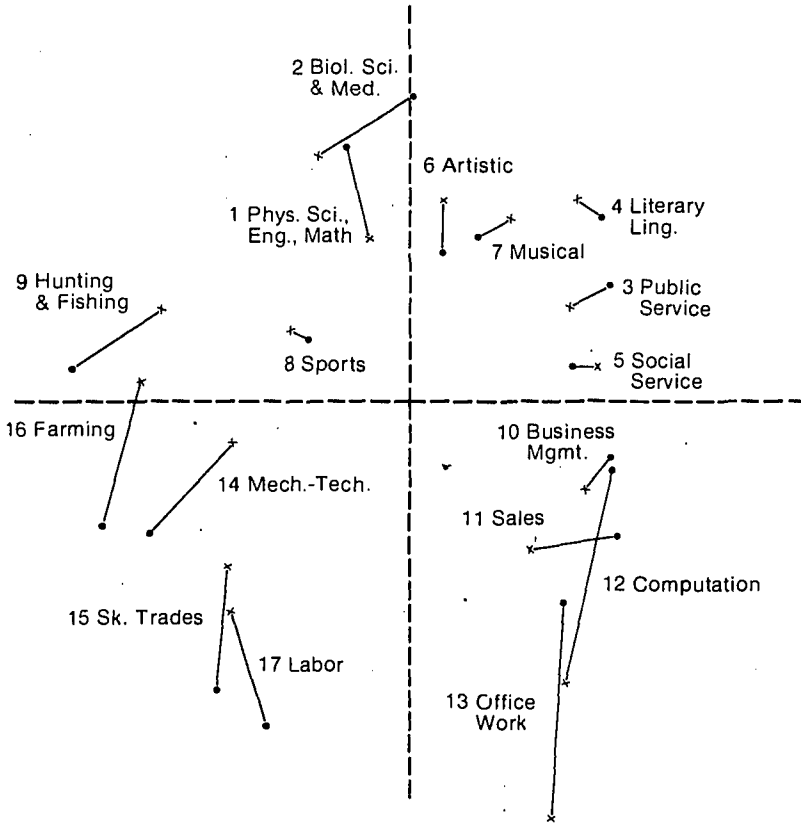 2 Biol. Sci.
& Med.
6 Artistic
1 Phys. Sci.,
Eng., Math
4 Literary
Ling.
7 Musical
9 Hunting
& Fishing
3 Public
Service
8 Sports
5 Social
Service
16 Farming
10 Business
Mgmt.
14 Mech.-Tech.
11 Sales
12 Computation
15 Sk. Trades
17 Labor
13 Office
Work